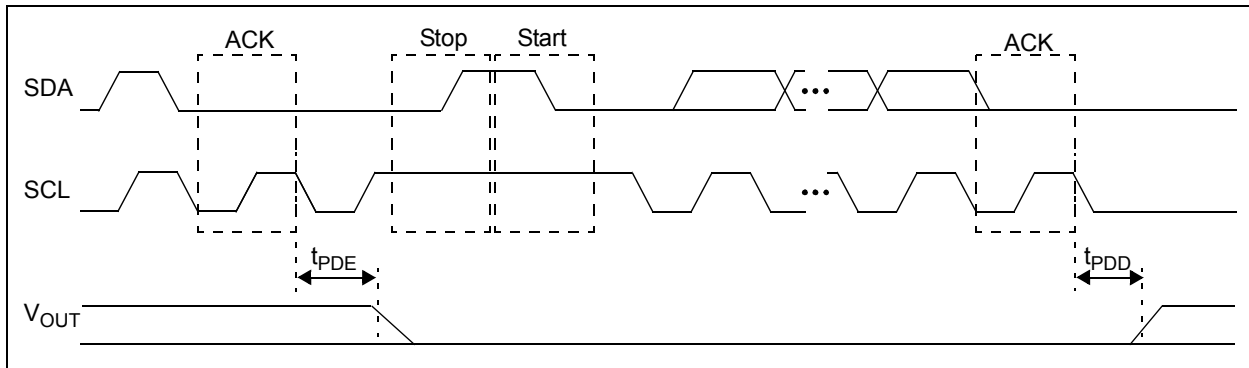 ACK Stop Start ACK
SDA
•••
SCL
•••
tPDE tPDD
VOUT